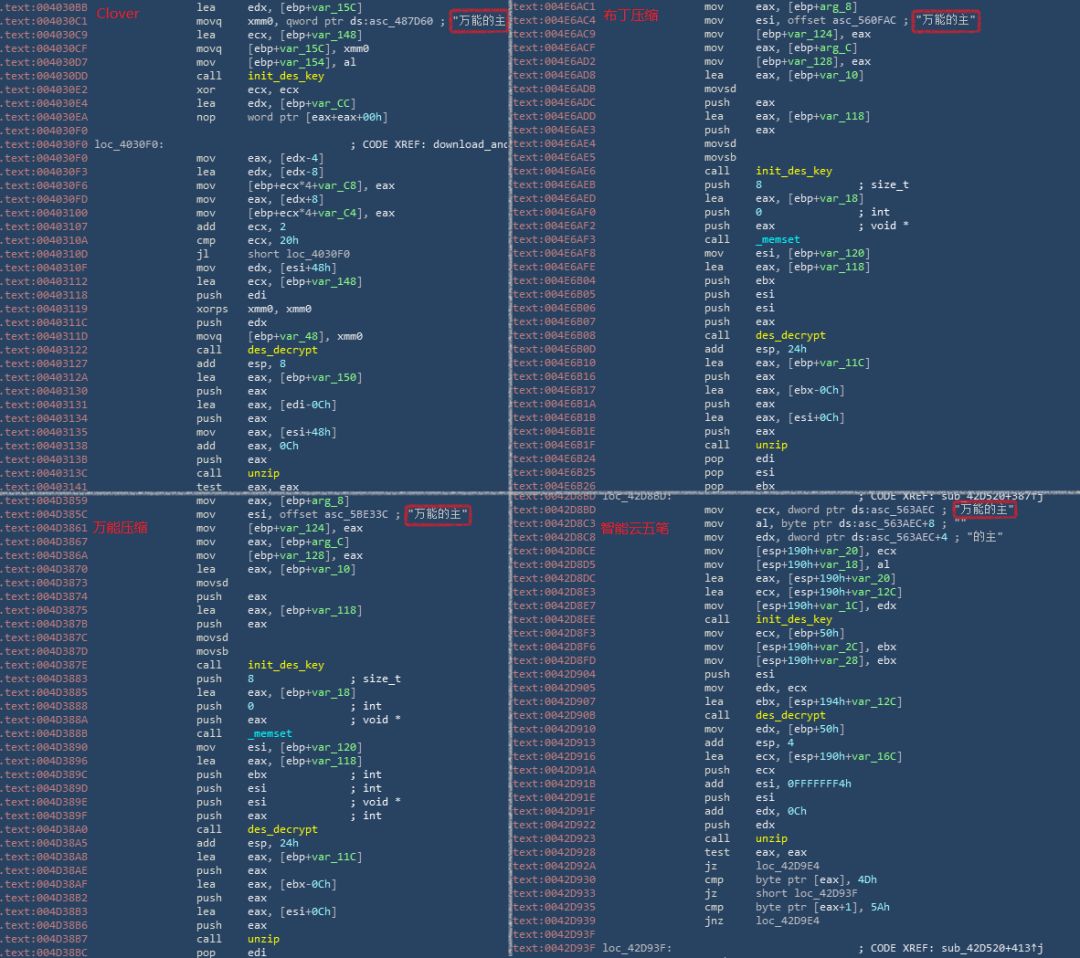 Clover
.text:004030BB lea edx, [ebp+var_15C]
.text:004030C1 movq xmm0, qword ptr ds:asc_487D60 ; "万能的主
.text:004030C9 lea ecx, [ebp+var_148]
.text:004030CF movq [ebp+var_15C], xmm0
.text:004030D7 mov [ebp+var_154], al
.text:004030DD call init_des_key
.text:004030E2 xor ecx, ecx
.text:004030E4 lea edx, [ebp+var_CC]
.text:004030EA nop word ptr [eax+eax+00h]
.text:004030F0
.text:004030F0 loc_4030F0: ; CODE XREF: download_and
.text:004030F0 mov eax, [edx-4]
.text:004030F3 lea edx, [edx-8]
.text:004030F6 mov [ebp+ecx*4+var_C8], eax
.text:004030FD mov eax, [edx+8]
.text:00403100 mov [ebp+ecx*4+var_C4], eax
.text:00403107 add ecx, 2
.text:0040310A cmp ecx, 20h
.text:0040310D jl short loc_4030F0
.text:0040310F mov edx, [esi+48h]
.text:00403112 lea ecx, [ebp+var_148]
.text:00403118 push edi
.text:00403119 xorps xmm0, xmm0
.text:0040311C push edx
.text:0040311D movq [ebp+var_48], xmm0
.text:00403122 call des_decrypt
.text:00403127 add esp, 8
.text:0040312A lea eax, [ebp+var_150]
.text:00403130 push eax
.text:00403131 lea eax, [edi-0Ch]
.text:00403134 push eax
.text:00403135 mov eax, [esi+48h]
.text:00403138 add eax, 0Ch
.text:0040313B push eax
.text:0040313C call unzip
.text:00403141 test eax, eax
布丁压缩
.text:004E6AC1 mov eax, [ebp+arg_8]
.text:004E6AC4 mov esi, offset asc_560FAC ; "万能的主"
.text:004E6AC9 mov [ebp+var_124], eax
.text:004E6ACF mov eax, [ebp+arg_C]
.text:004E6AD2 mov [ebp+var_128], eax
.text:004E6AD8 lea eax, [ebp+var_10]
.text:004E6ADB movsd
.text:004E6ADC push eax
.text:004E6ADD lea eax, [ebp+var_118]
.text:004E6AE3 push eax
.text:004E6AE4 movsd
.text:004E6AE5 movsb
.text:004E6AE6 call init_des_key
.text:004E6AEB push 8 ; size_t
.text:004E6AED lea eax, [ebp+var_18]
.text:004E6AF0 push 0 ; int
.text:004E6AF2 push eax ; void *
.text:004E6AF3 call _memset
.text:004E6AF8 mov esi, [ebp+var_120]
.text:004E6AFE lea eax, [ebp+var_118]
.text:004E6B04 push ebx
.text:004E6B05 push esi
.text:004E6B06 push esi
.text:004E6B07 push eax
.text:004E6B08 call des_decrypt
.text:004E6B0D add esp, 24h
.text:004E6B10 lea eax, [ebp+var_11C]
.text:004E6B16 push eax
.text:004E6B17 lea eax, [ebx-0Ch]
.text:004E6B1A push eax
.text:004E6B1B lea eax, [esi+0Ch]
.text:004E6B1E push eax
.text:004E6B1F call unzip
.text:004E6B24 pop edi
.text:004E6B25 pop esi
.text:004E6B26 pop ebx
万能压缩
.text:004D3859 mov eax, [ebp+arg_8]
.text:004D385C mov esi, offset asc_5BE33C ; "万能的主"
.text:004D3861 mov [ebp+var_124], eax
.text:004D3867 mov eax, [ebp+arg_C]
.text:004D386A mov [ebp+var_128], eax
.text:004D3870 lea eax, [ebp+var_10]
.text:004D3873 movsd
.text:004D3874 push eax
.text:004D3875 lea eax, [ebp+var_118]
.text:004D387B push eax
.text:004D387C movsd
.text:004D387D movsb
.text:004D387E call init_des_key
.text:004D3883 push 8 ; size_t
.text:004D3885 lea eax, [ebp+var_18]
.text:004D3888 push 0 ; int
.text:004D388A push eax ; void *
.text:004D388B call _memset
.text:004D3890 mov esi, [ebp+var_120]
.text:004D3896 lea eax, [ebp+var_118]
.text:004D389C push ebx ; int
.text:004D389D push esi ; int
.text:004D389E push esi ; void *
.text:004D389F push eax ; int
.text:004D38A0 call des_decrypt
.text:004D38A5 add esp, 24h
.text:004D38A8 lea eax, [ebp+var_11C]
.text:004D38AE push eax
.text:004D38AF lea eax, [ebx-0Ch]
.text:004D38B2 push eax
.text:004D38B3 lea eax, [esi+0Ch]
.text:004D38B6 push eax
.text:004D38B7 call unzip
.text:004D38BC pop edi
智能云五笔
.text:0042D8BD loc_42D8BD: ; CODE XREF: sub_42D520+387↑j
.text:0042D8BD mov ecx, dword ptr ds:asc_563AEC ; "万能的主"
.text:0042D8C3 mov al, byte ptr ds:asc_563AEC+8 ; ""
.text:0042D8C8 mov edx, dword ptr ds:asc_563AEC+4 ; "的主"
.text:0042D8CE mov [esp+190h+var_20], ecx
.text:0042D8D5 mov [esp+190h+var_18], al
.text:0042D8DC lea eax, [esp+190h+var_20]
.text:0042D8E3 lea ecx, [esp+190h+var_12C]
.text:0042D8E7 mov [esp+190h+var_1C], edx
.text:0042D8EE call init_des_key
.text:0042D8F3 mov ecx, [ebp+50h]
.text:0042D8F6 mov [esp+190h+var_2C], ebx
.text:0042D8FD mov [esp+190h+var_28], ebx
.text:0042D904 push esi
.text:0042D905 mov edx, ecx
.text:0042D907 lea ebx, [esp+194h+var_12C]
.text:0042D90B call des_decrypt
.text:0042D910 mov edx, [ebp+50h]
.text:0042D913 add esp, 4
.text:0042D916 lea ecx, [esp+190h+var_16C]
.text:0042D91A push ecx
.text:0042D91B add esi, 0FFFFFFF4h
.text:0042D91E push esi
.text:0042D91F add edx, 0Ch
.text:0042D922 push edx
.text:0042D923 call unzip
.text:0042D928 test eax, eax
.text:0042D92A jz loc_42D9E4
.text:0042D930 cmp byte ptr [eax], 4Dh
.text:0042D933 jz short loc_42D93F
.text:0042D935 cmp byte ptr [eax+1], 5Ah
.text:0042D939 jnz loc_42D9E4
.text:0042D93F
.text:0042D93F loc_42D93F: ; CODE XREF: sub_42D520+413↑j